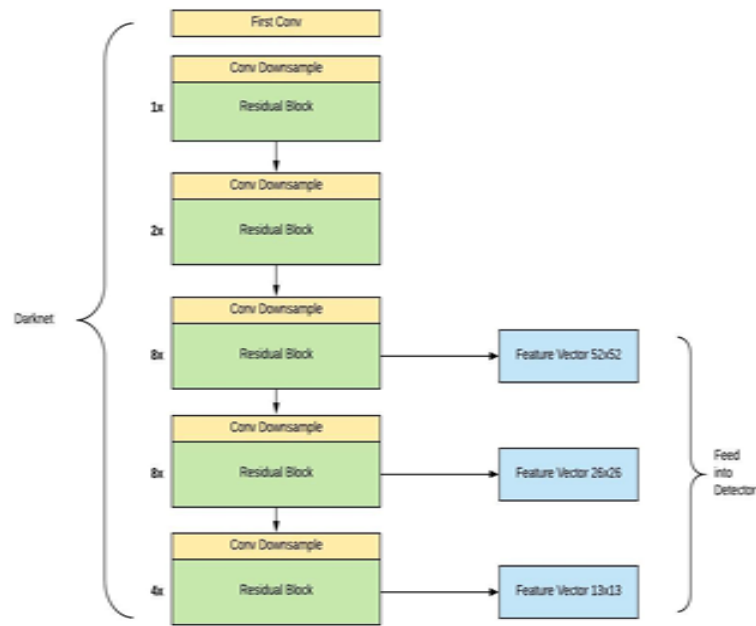 First Conv
Conv Downsample
1x
Residual Block
Conv Downsample
2x
Residual Block
Darknet
Conv Downsample
8x
Residual Block
Feature Vector 52x52
Conv Downsample
8x
Residual Block
Feature Vector 26x26
Feed
into
Detector
Conv Downsample
4x
Residual Block
Feature Vector 13x13